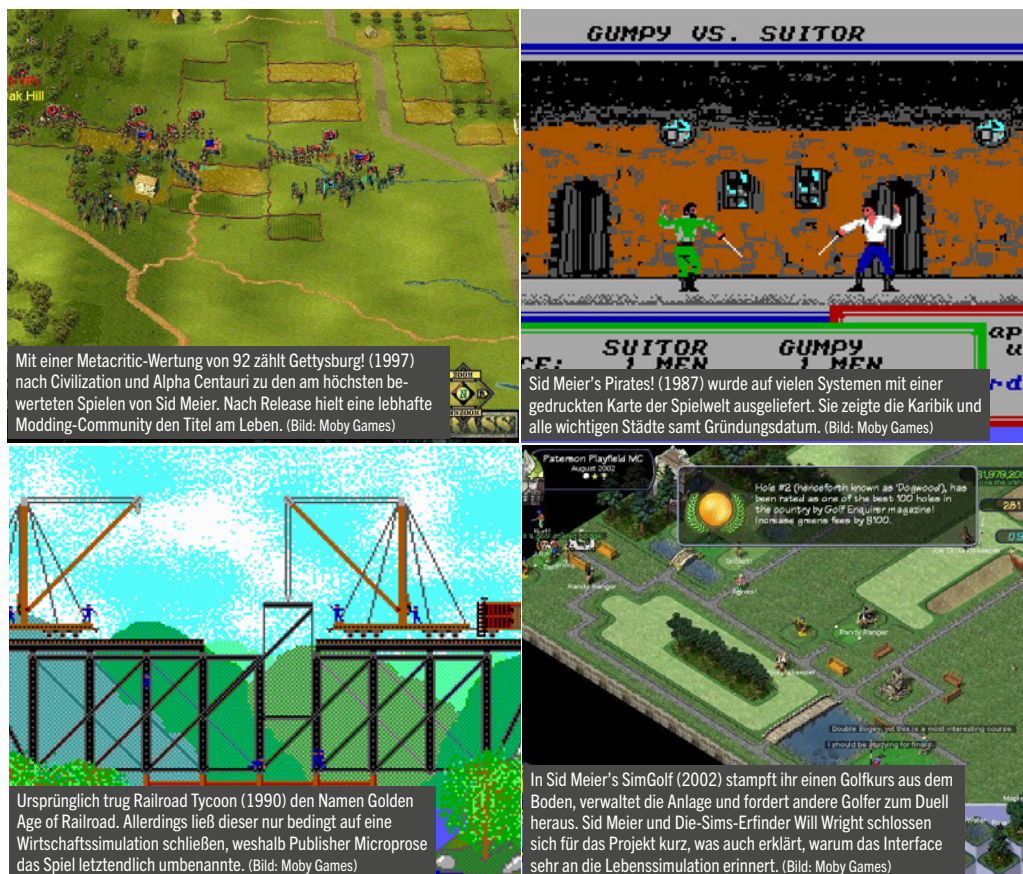 ak Hill
Mit einer Metacritic-Wertung von 92 zählt Gettysburg! (1997)
nach Civilization und Alpha Centauri zu den am höchsten be-
werteten Spielen von Sid Meier. Nach Release hielt eine lebhafte
Modding-Community den Titel am Leben. (Bild: Moby Games)
GUMPY VS. SUITOR
SUITOR GUMPY
1 MEN 1 MEN
Sid Meier's Pirates! (1987) wurde auf vielen Systemen mit einer
gedruckten Karte der Spielwelt ausgeliefert. Sie zeigte die Karibik und
alle wichtigen Städte samt Gründungsdatum. (Bild: Moby Games)
Ursprünglich trug Railroad Tycoon (1990) den Namen Golden
Age of Railroad. Allerdings ließ dieser nur bedingt auf eine
Wirtschaftssimulation schließen, weshalb Publisher Microprose
das Spiel letztendlich umbenannte. (Bild: Moby Games)
Paterson Playfield MC
August 2002
Hole #2 (henceforth known as 'Dogwood'), has
been rated as one of the best 100 holes in
the country by Golf Enquirer magazine!
Increase greens fees by $100.
Randy Ranger
Randy Ranger
Double Bogey, yet this is a most interesting course.
I should be studying for finals.
In Sid Meier's SimGolf (2002) stampft ihr einen Golfkurs aus dem
Boden, verwaltet die Anlage und fordert andere Golfer zum Duell
heraus. Sid Meier und Die-Sims-Erfinder Will Wright schlossen
sich für das Projekt kurz, was auch erklärt, warum das Interface
sehr an die Lebenssimulation erinnert. (Bild: Moby Games)